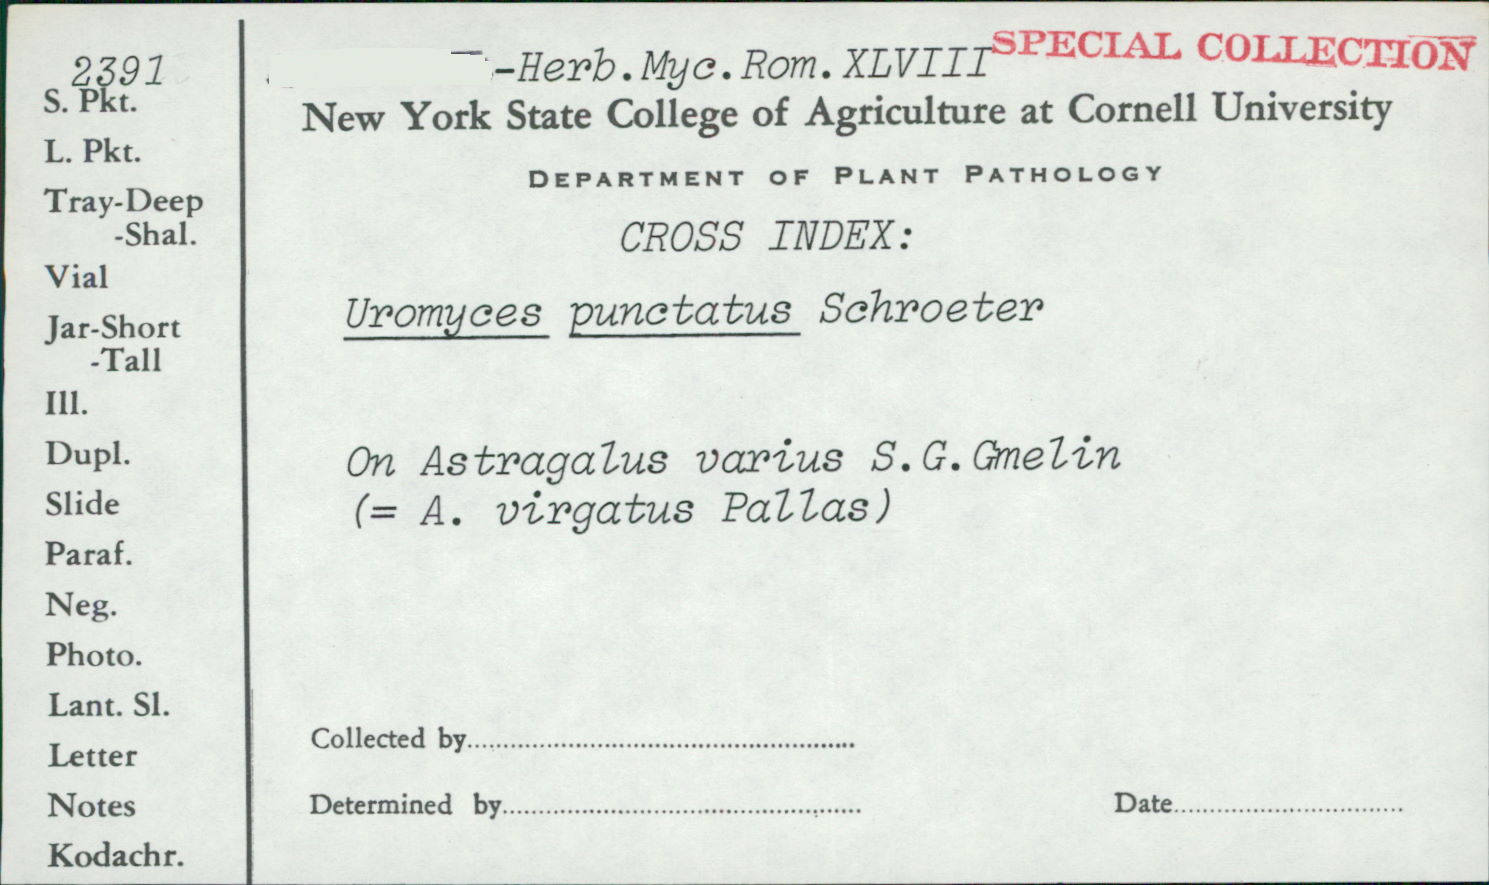 2391
S. Pkt.
L. Pkt.
Tray-Deep
-Shal.
Vial
Jar-Short
-Tall
Ill.
Dupl.
Slide
Paraf.
Neg.
Photo.
Lant. Sl.
Letter
Notes
Kodachr.
-Herb.Myc.Rom.XLVIII
SPECIAL COLLECTION
New York State College of Agriculture at Cornell University
DEPARTMENT OF PLANT PATHOLOGY
CROSS INDEX:
Uromyces punctatus Schroeter
On Astragalus varius S.G.Gmelin
(= A. virgatus Pallas)
Collected by
Determined by
Date